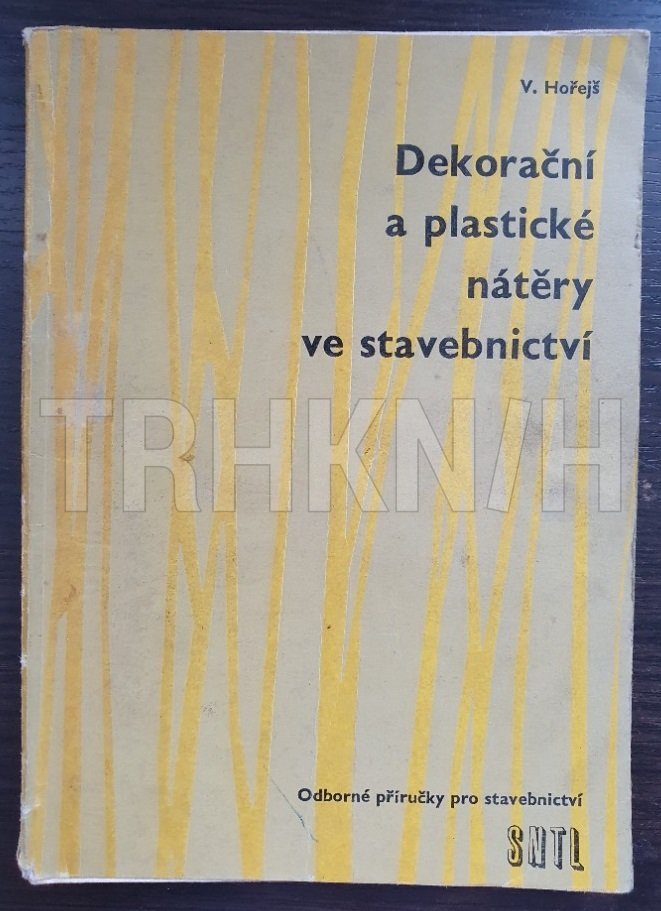 V. Hořejš
Dekorační
a plastické
nátěry
ve stavebnictví
TRHKNIH
Odborné příručky pro stavebnictví
SNTL